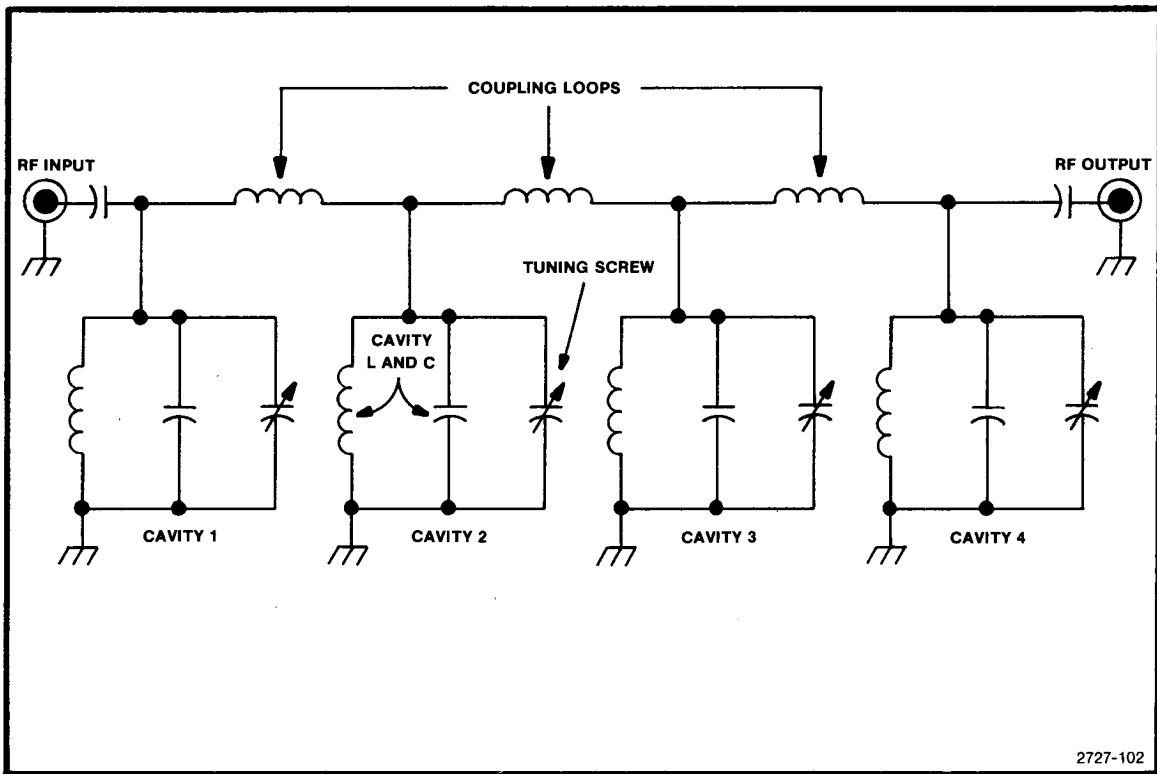 COUPLING LOOPS
RF INPUT
RF OUTPUT
TUNING SCREW
CAVITY
L AND C
CAVITY 1
CAVITY 2
CAVITY 3
CAVITY 4
2727-102